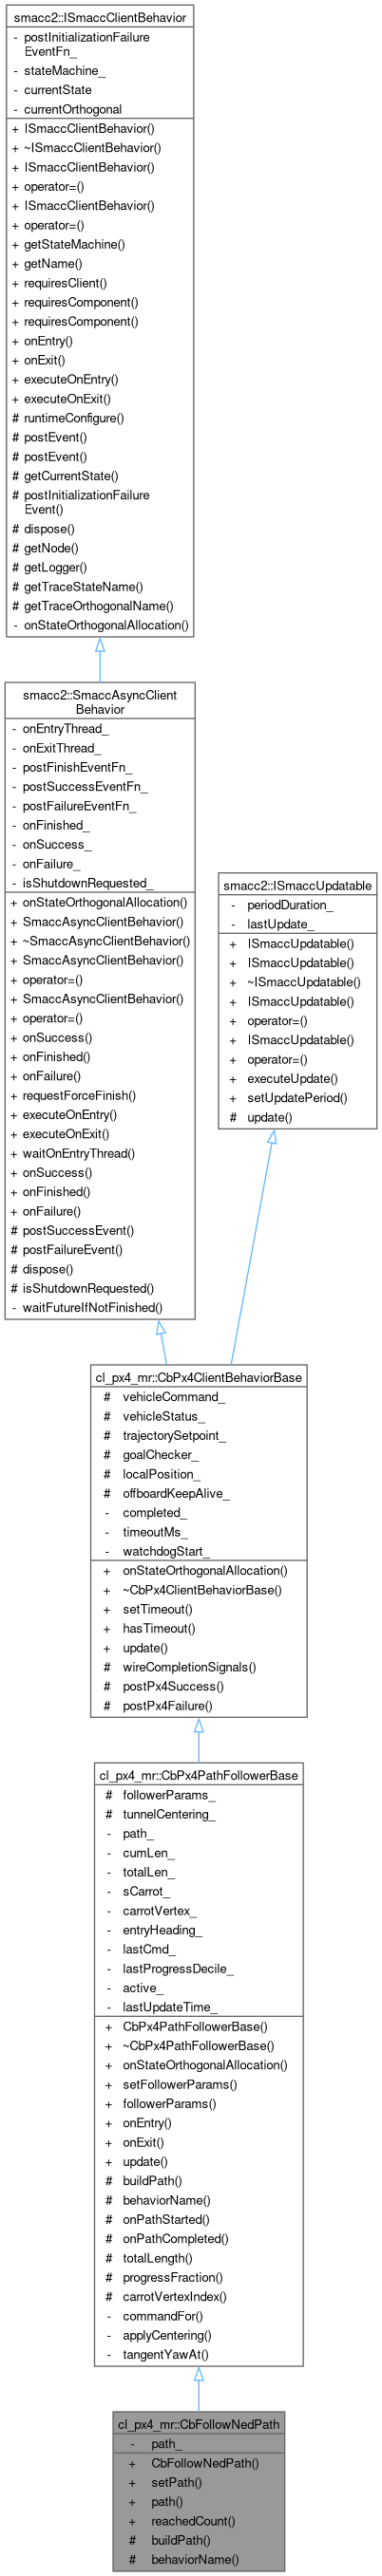 smacc2::ISmaccClientBehavior
- postInitializationFailure
EventFn_
- stateMachine_
- currentState
- currentOrthogonal
+ ISmaccClientBehavior()
+ ~ISmaccClientBehavior()
+ ISmaccClientBehavior()
+ operator=()
+ ISmaccClientBehavior()
+ operator=()
+ getStateMachine()
+ getName()
+ requiresClient()
+ requiresComponent()
+ requiresComponent()
+ onEntry()
+ onExit()
+ executeOnEntry()
+ executeOnExit()
# runtimeConfigure()
# postEvent()
# postEvent()
# getCurrentState()
# postInitializationFailure
Event()
# dispose()
# getNode()
# getLogger()
# getTraceStateName()
# getTraceOrthogonalName()
- onStateOrthogonalAllocation()
smacc2::SmaccAsyncClient
Behavior
- onEntryThread_
- onExitThread_
- postFinishEventFn_
- postSuccessEventFn_
- postFailureEventFn_
- onFinished_
- onSuccess_
- onFailure_
- isShutdownRequested_
+ onStateOrthogonalAllocation()
+ SmaccAsyncClientBehavior()
+ ~SmaccAsyncClientBehavior()
+ SmaccAsyncClientBehavior()
+ operator=()
+ SmaccAsyncClientBehavior()
+ operator=()
+ onSuccess()
+ onFinished()
+ onFailure()
+ requestForceFinish()
+ executeOnEntry()
+ executeOnExit()
+ waitOnEntryThread()
+ onSuccess()
+ onFinished()
+ onFailure()
# postSuccessEvent()
# postFailureEvent()
# dispose()
# isShutdownRequested()
- waitFutureIfNotFinished()
smacc2::ISmaccUpdatable
- periodDuration_
- lastUpdate_
+ ISmaccUpdatable()
+ ISmaccUpdatable()
+ ~ISmaccUpdatable()
+ ISmaccUpdatable()
+ operator=()
+ ISmaccUpdatable()
+ operator=()
+ executeUpdate()
+ setUpdatePeriod()
# update()
cl_px4_mr::CbPx4ClientBehaviorBase
# vehicleCommand_
# vehicleStatus_
# trajectorySetpoint_
# goalChecker_
# localPosition_
# offboardKeepAlive_
- completed_
- timeoutMs_
- watchdogStart_
+ onStateOrthogonalAllocation()
+ ~CbPx4ClientBehaviorBase()
+ setTimeout()
+ hasTimeout()
+ update()
# wireCompletionSignals()
# postPx4Success()
# postPx4Failure()
cl_px4_mr::CbPx4PathFollowerBase
# followerParams_
# tunnelCentering_
- path_
- cumLen_
- totalLen_
- sCarrot_
- carrotVertex_
- entryHeading_
- lastCmd_
- lastProgressDecile_
- active_
- lastUpdateTime_
+ CbPx4PathFollowerBase()
+ ~CbPx4PathFollowerBase()
+ onStateOrthogonalAllocation()
+ setFollowerParams()
+ followerParams()
+ onEntry()
+ onExit()
+ update()
# buildPath()
# behaviorName()
# onPathStarted()
# onPathCompleted()
# totalLength()
# progressFraction()
# carrotVertexIndex()
- commandFor()
- applyCentering()
- tangentYawAt()
cl_px4_mr::CbFollowNedPath
- path_
+ CbFollowNedPath()
+ setPath()
+ path()
+ reachedCount()
# buildPath()
# behaviorName()